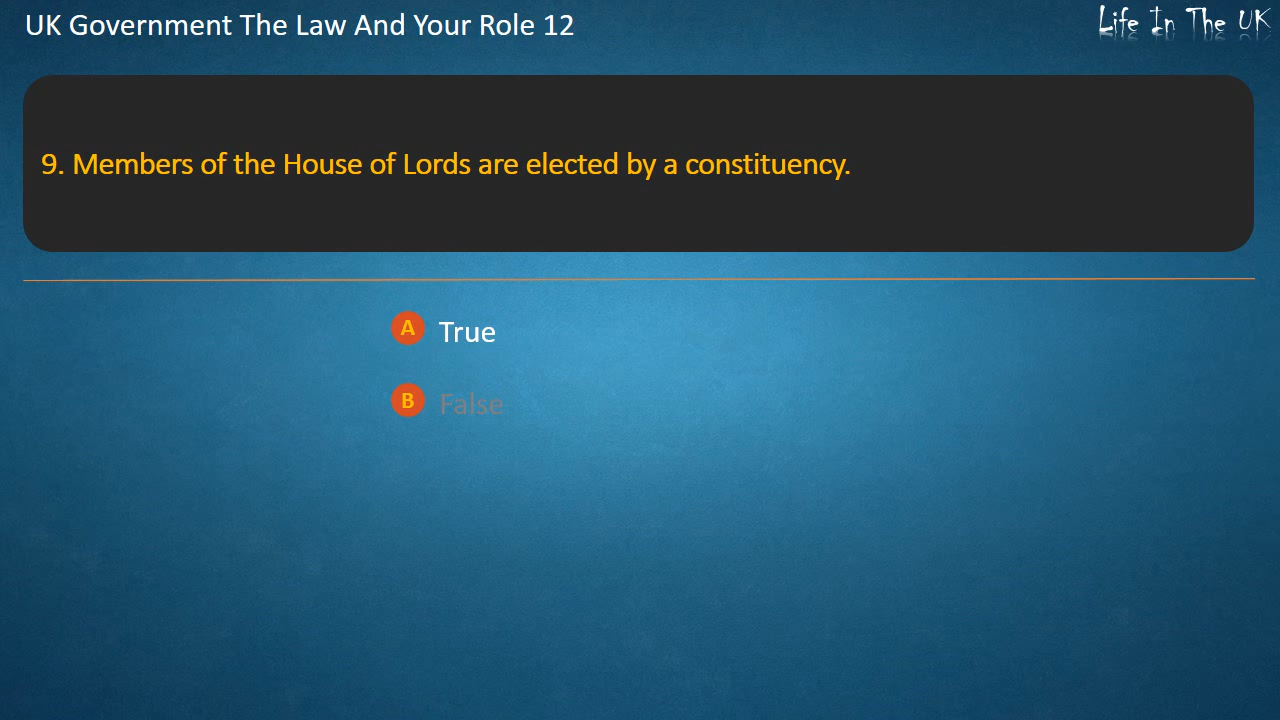 UK Government The Law And Your Role 12
Life In The UK
9. Members of the House of Lords are elected by a constituency.
A True
B False